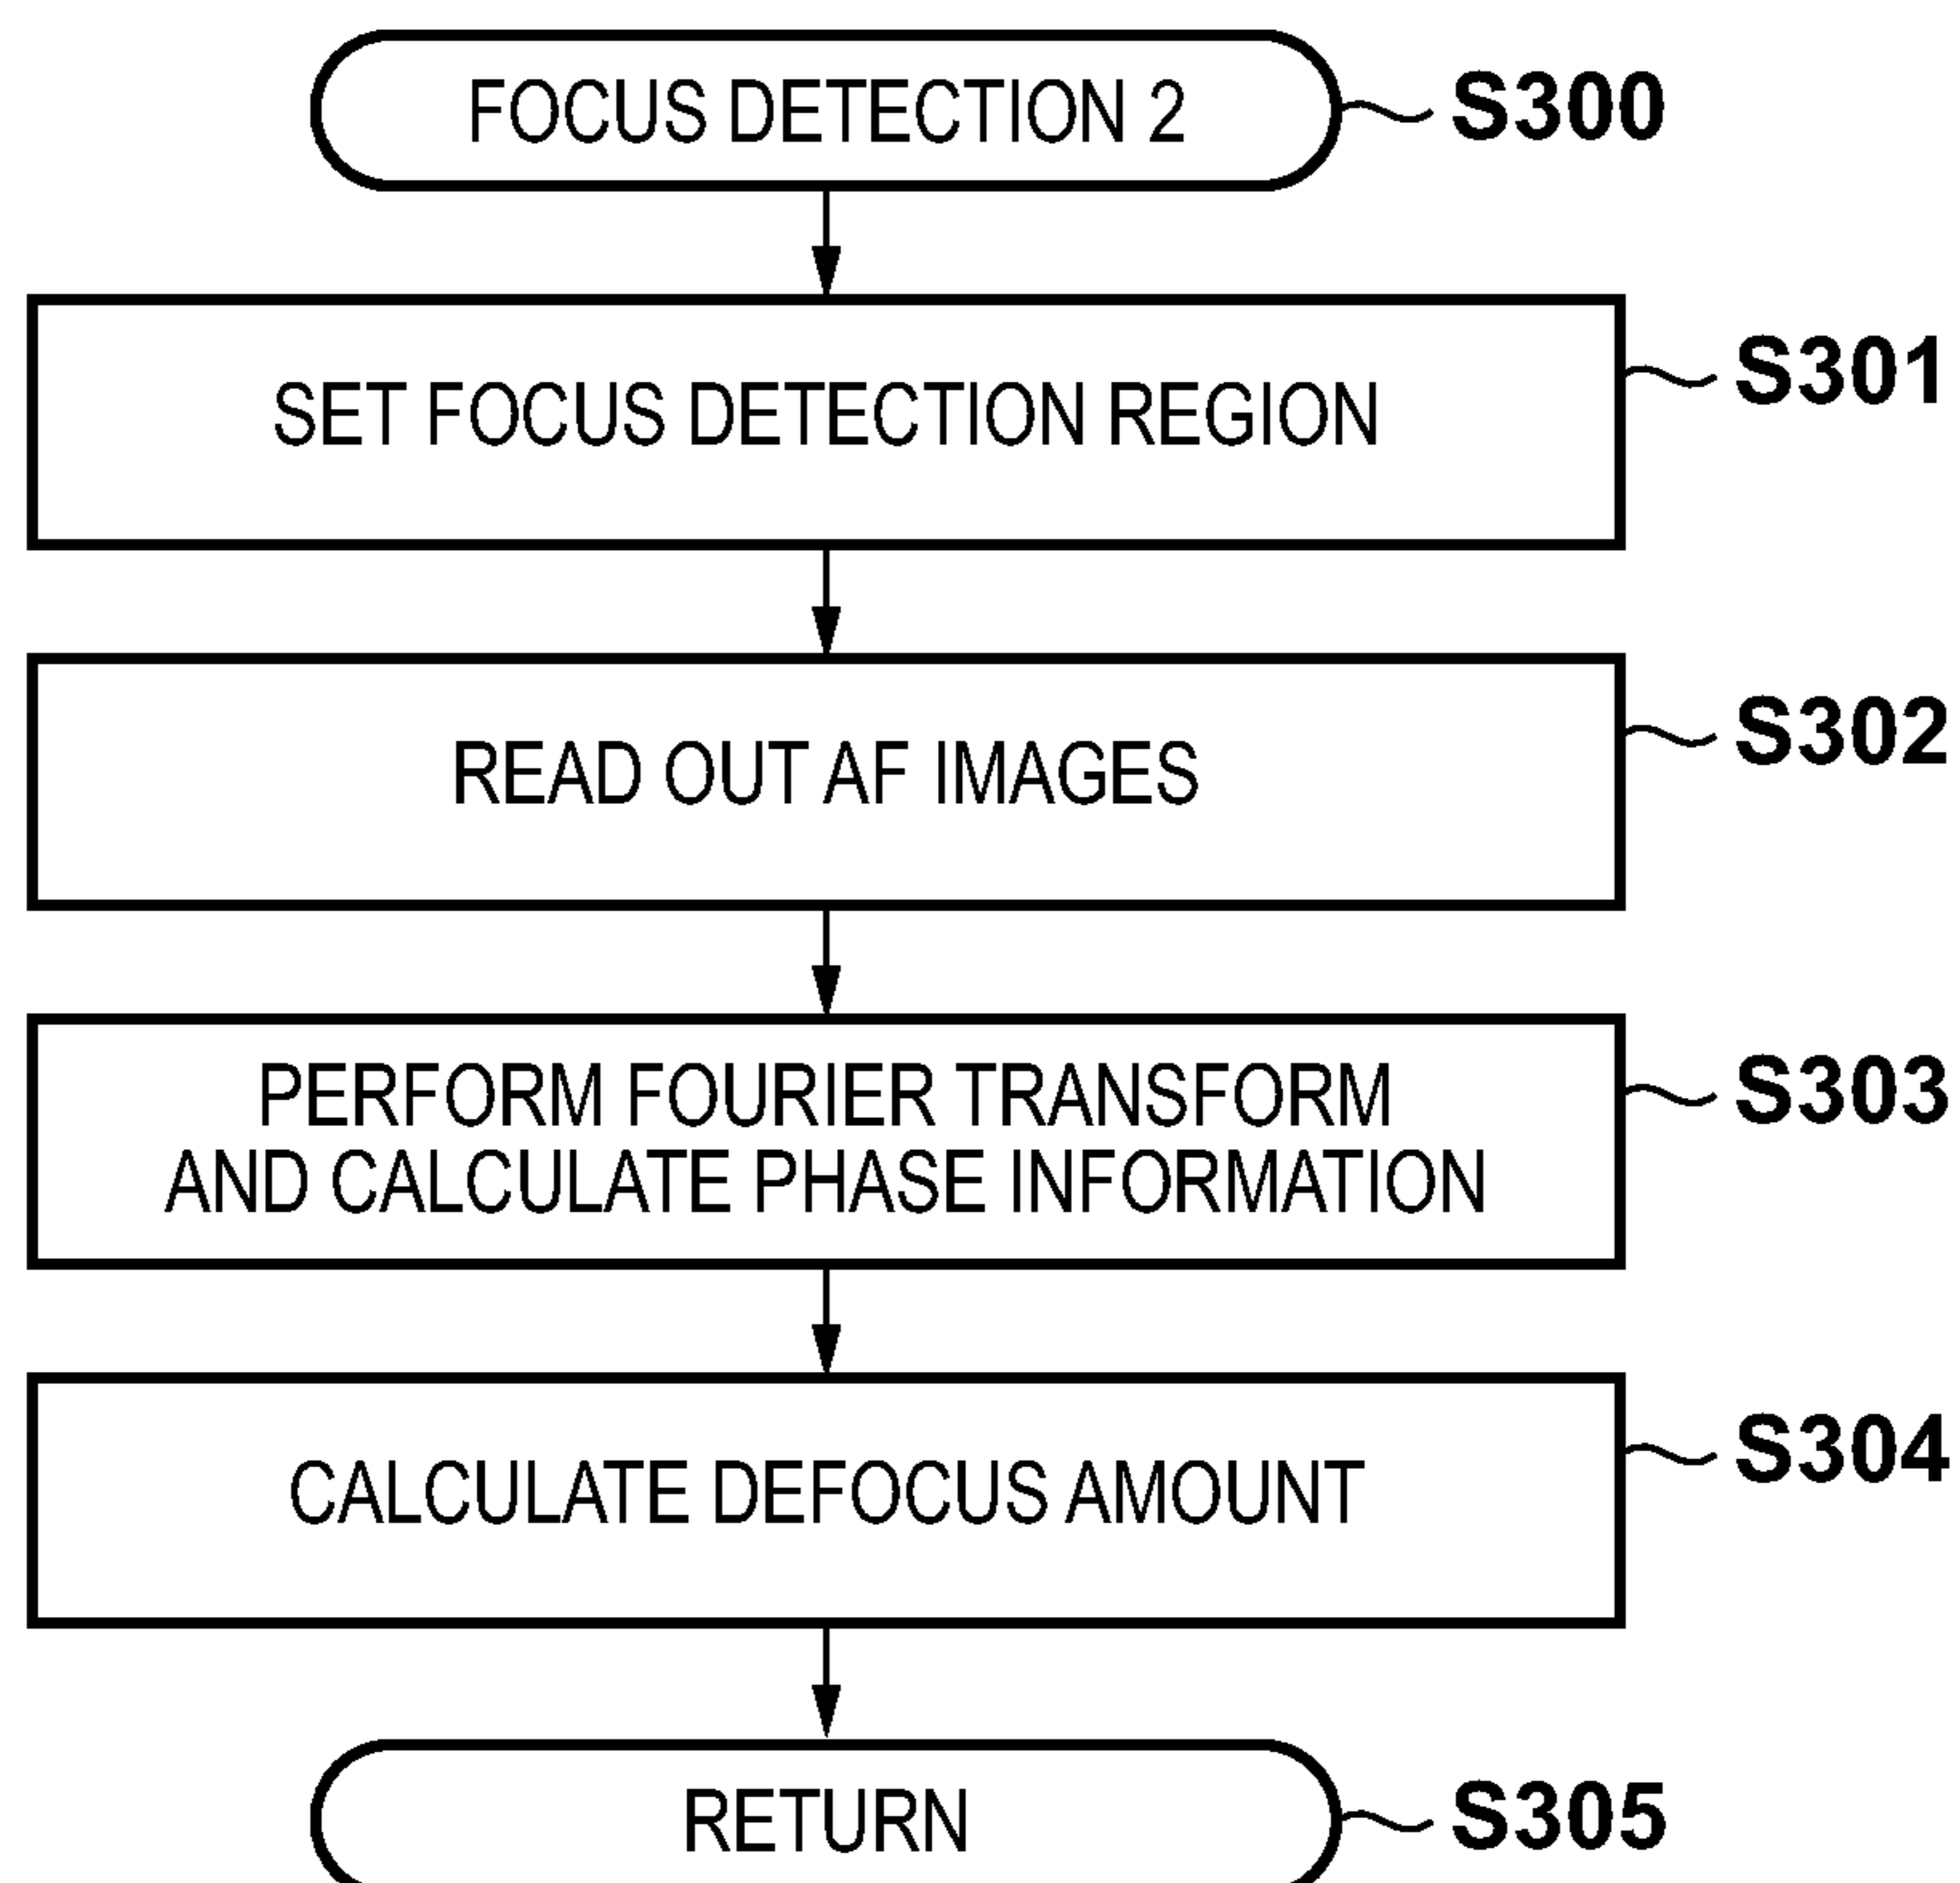 FOCUS DETECTION 2 S300
SET FOCUS DETECTION REGION S301
READ OUT AF IMAGES S302
PERFORM FOURIER TRANSFORM S303
AND CALCULATE PHASE INFORMATION
CALCULATE DEFOCUS AMOUNT S304
RETURN S305